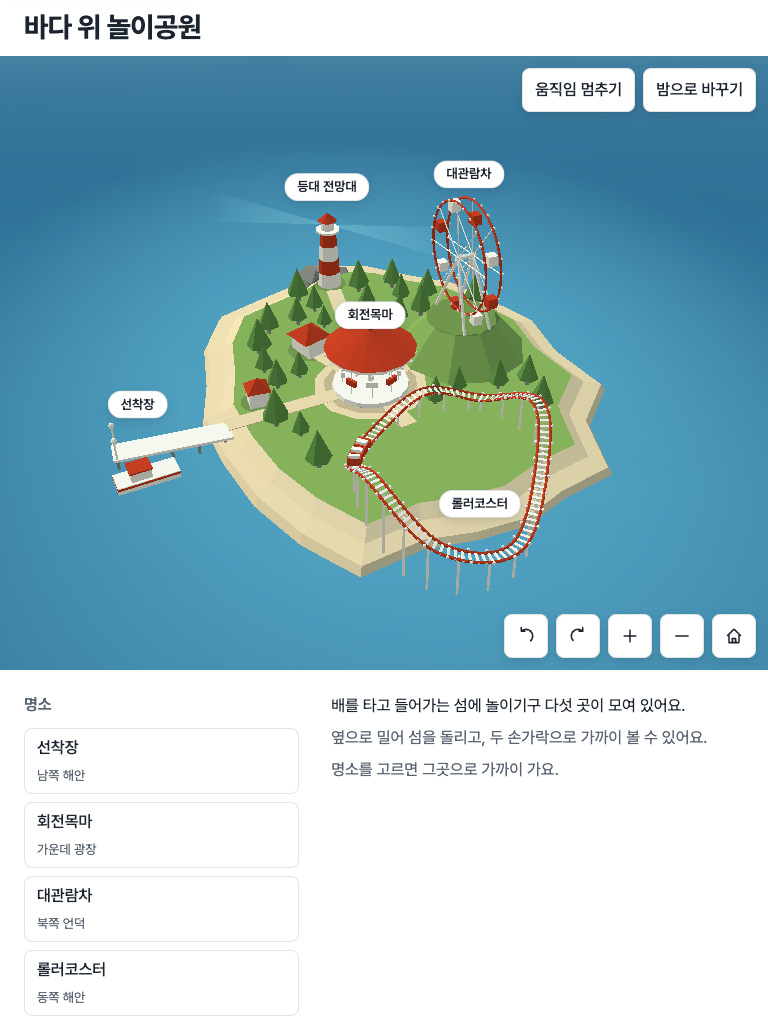 바다 위 놀이공원
움직임 멈추기
밤으로 바꾸기
대관람차
등대 전망대
회전목마
선착장
롤러코스터
명소
선착장
남쪽 해안
회전목마
가운데 광장
대관람차
북쪽 언덕
롤러코스터
동쪽 해안
배를 타고 들어가는 섬에 놀이기구 다섯 곳이 모여 있어요.
옆으로 밀어 섬을 돌리고, 두 손가락으로 가까이 볼 수 있어요.
명소를 고르면 그곳으로 가까이 가요.